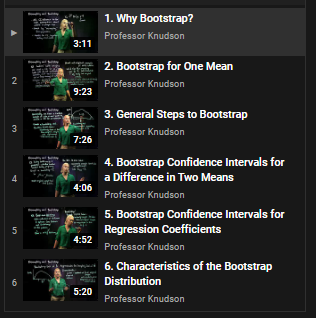 1. Why Bootstrap?
Professor Knudson
3:11
2
2. Bootstrap for One Mean
Professor Knudson
9:23
3
3. General Steps to Bootstrap
Professor Knudson
7:26
4
4. Bootstrap Confidence Intervals for
a Difference in Two Means
Professor Knudson
4:06
5
5. Bootstrap Confidence Intervals for
Regression Coefficients
Professor Knudson
4:52
6
6. Characteristics of the Bootstrap
Distribution
Professor Knudson
5:20